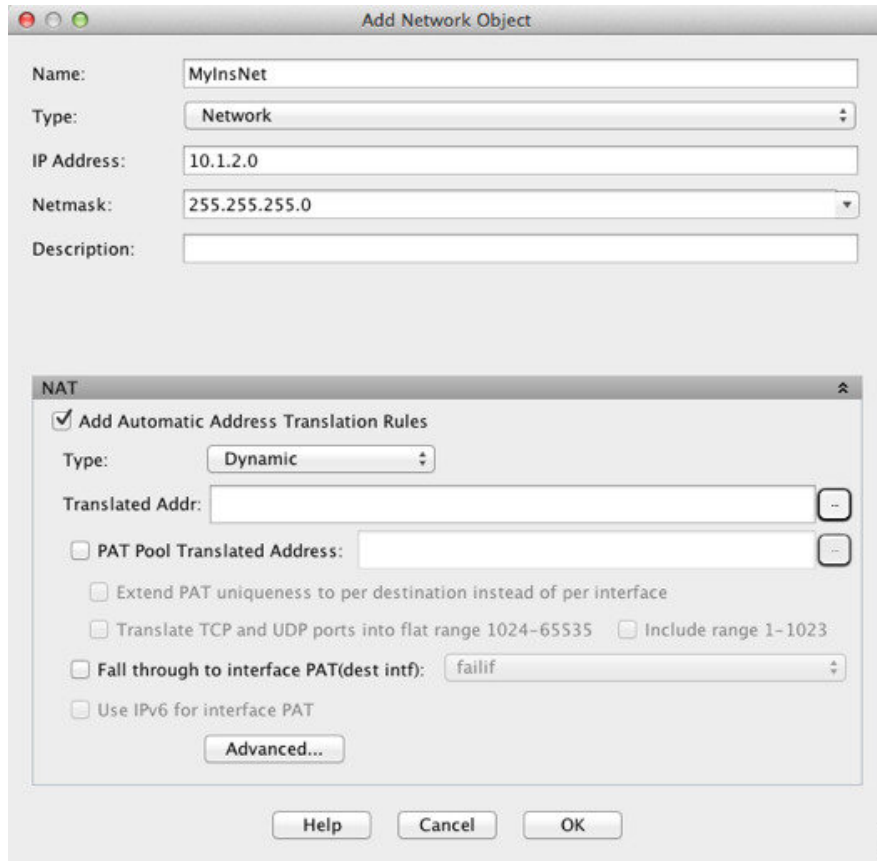 Add Network Object
Name: MyInsNet
Type: Network
IP Address: 10.1.2.0
Netmask: 255.255.255.0
Description:
NAT
Add Automatic Address Translation Rules
Type: Dynamic
Translated Addr: ...
PAT Pool Translated Address: ...
Extend PAT uniqueness to per destination instead of per interface
Translate TCP and UDP ports into flat range 1024-65535 Include range 1-1023
Fall through to interface PAT(dest intf): failif
Use IPv6 for interface PAT
Advanced...
Help Cancel OK